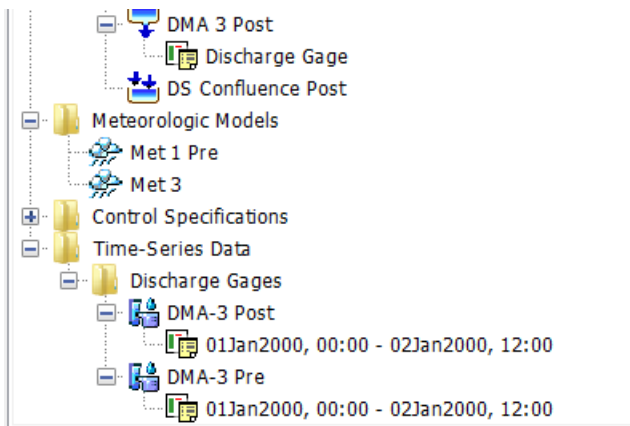 DMA 3 Post
Discharge Gage
DS Confluence Post
Meteorologic Models
Met 1 Pre
Met 3
Control Specifications
Time-Series Data
Discharge Gages
DMA-3 Post
01Jan2000, 00:00 - 02Jan2000, 12:00
DMA-3 Pre
01Jan2000, 00:00 - 02Jan2000, 12:00